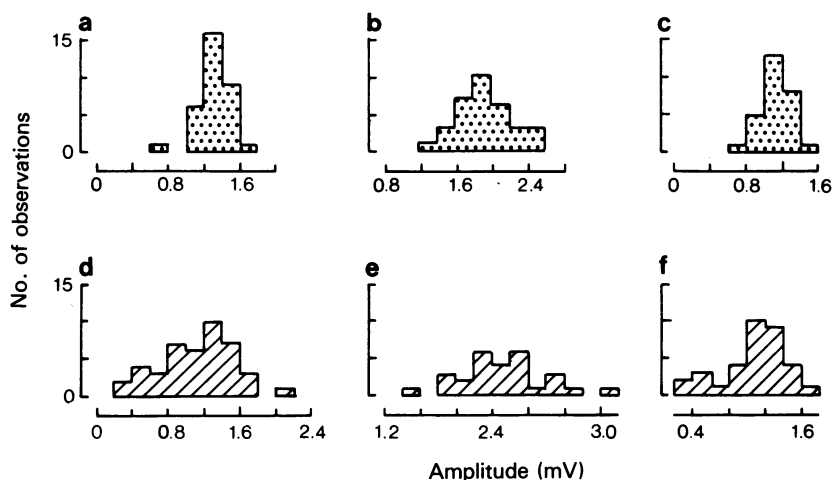 a b c
15
0
0 0.8 1.6
0.8 1.6 2.4
0 0.8 1.6
No. of observations
d e f
15
0
0 0.8 1.6 2.4
1.2 2.4 3.0
0.4 1.6
Amplitude (mV)